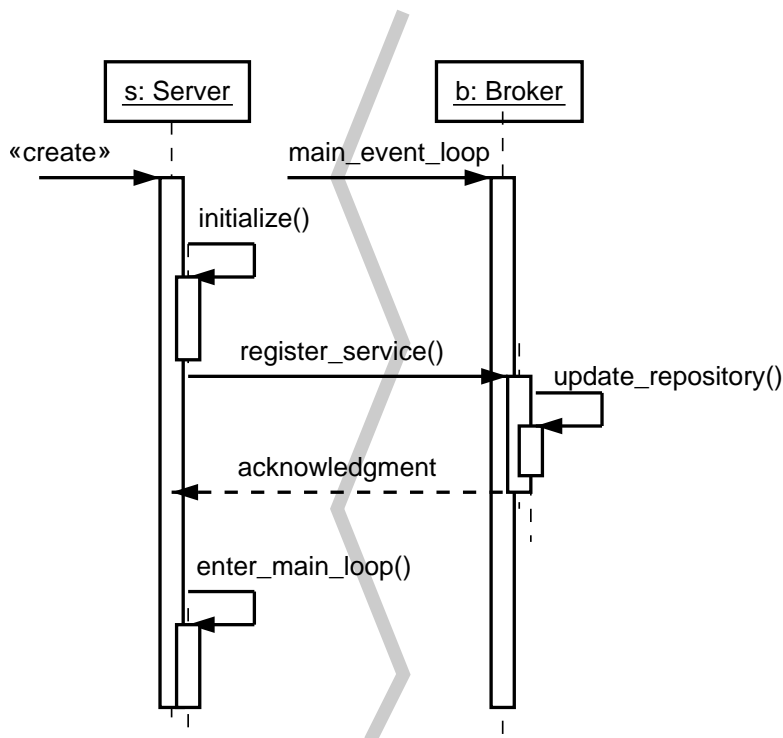 s: Server
b: Broker
«create»
main_event_loop
initialize()
register_service()
update_repository()
acknowledgment
enter_main_loop()